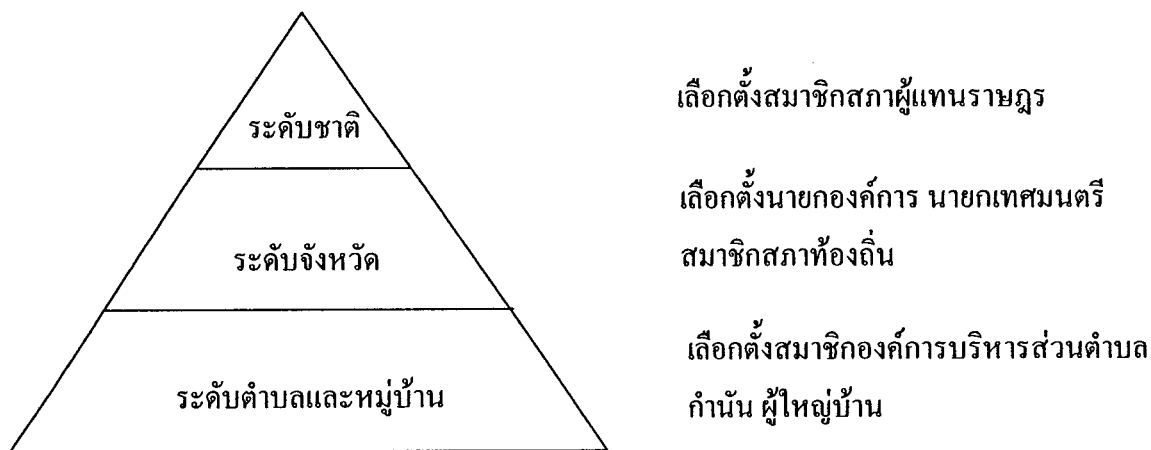 ระดับชาติ
เลือกตั้งสมาชิกสภาผู้แทนราษฎร
ระดับจังหวัด
เลือกตั้งนายกองค์การ นายกเทศมนตรี
สมาชิกสภาท้องถิ่น
ระดับตำบลและหมู่บ้าน
เลือกตั้งสมาชิกองค์การบริหารส่วนตำบล
กำนัน ผู้ใหญ่บ้าน